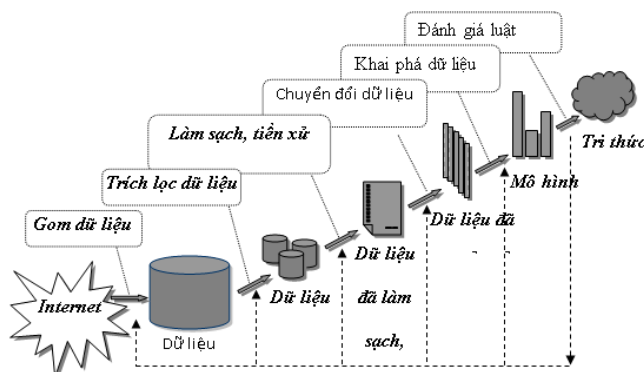 Đánh giá luật
Khai phá dữ liệu
Chuyển đổi dữ liệu
Làm sạch, tiền xử
Trích lọc dữ liệu
Gom dữ liệu
Internet
Dữ liệu
Dữ liệu
Dữ liệu
đã làm
sạch,
Dữ liệu đã
Mô hình
Tri thức